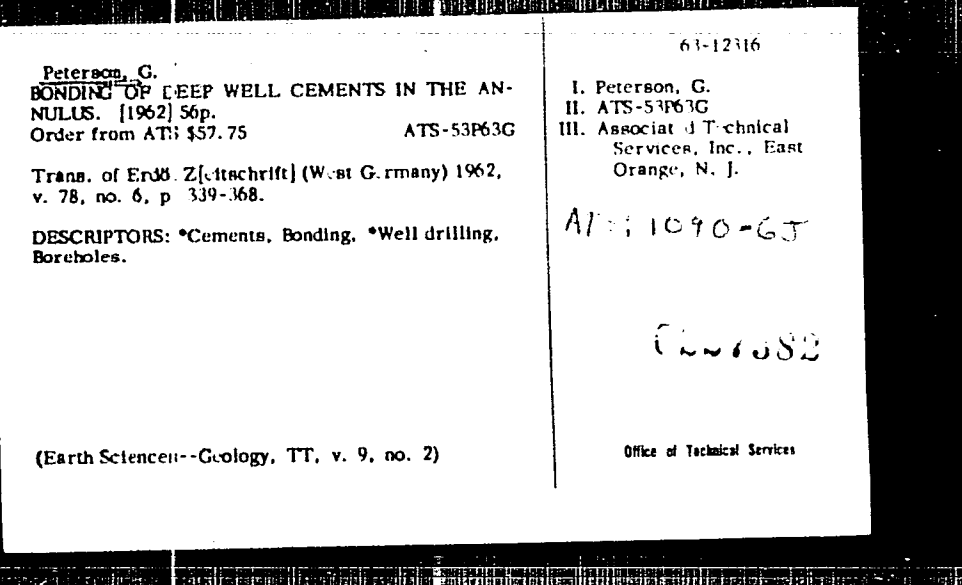 Peterson, G.
BONDING OF DEEP WELL CEMENTS IN THE AN-
NULUS. [1962] 56p.
Order from ATS $57.75 ATS-53P63G
Trans. of Erdöl Z[eitschrift] (West Germany) 1962,
v. 78, no. 6, p 339-368.
DESCRIPTORS: *Cements, Bonding, *Well drilling,
Boreholes.
(Earth Sciences--Geology, TT, v. 9, no. 2)
63-12316
I. Peterson, G.
II. ATS-53P63G
III. Associated Technical
Services, Inc., East
Orange, N. J.
1090-GJ
Office of Technical Services